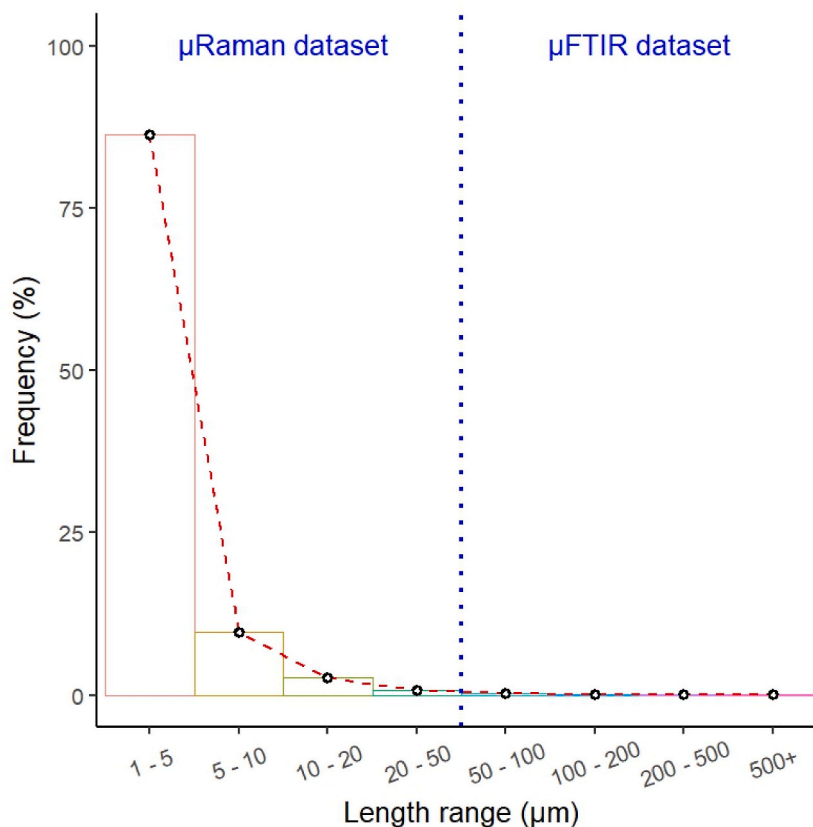 µRaman dataset
µFTIR dataset
Frequency (%)
100
75
50
25
0
1 - 5
5 - 10
10 - 20
20 - 50
50 - 100
100 - 200
200 - 500
500+
Length range (µm)